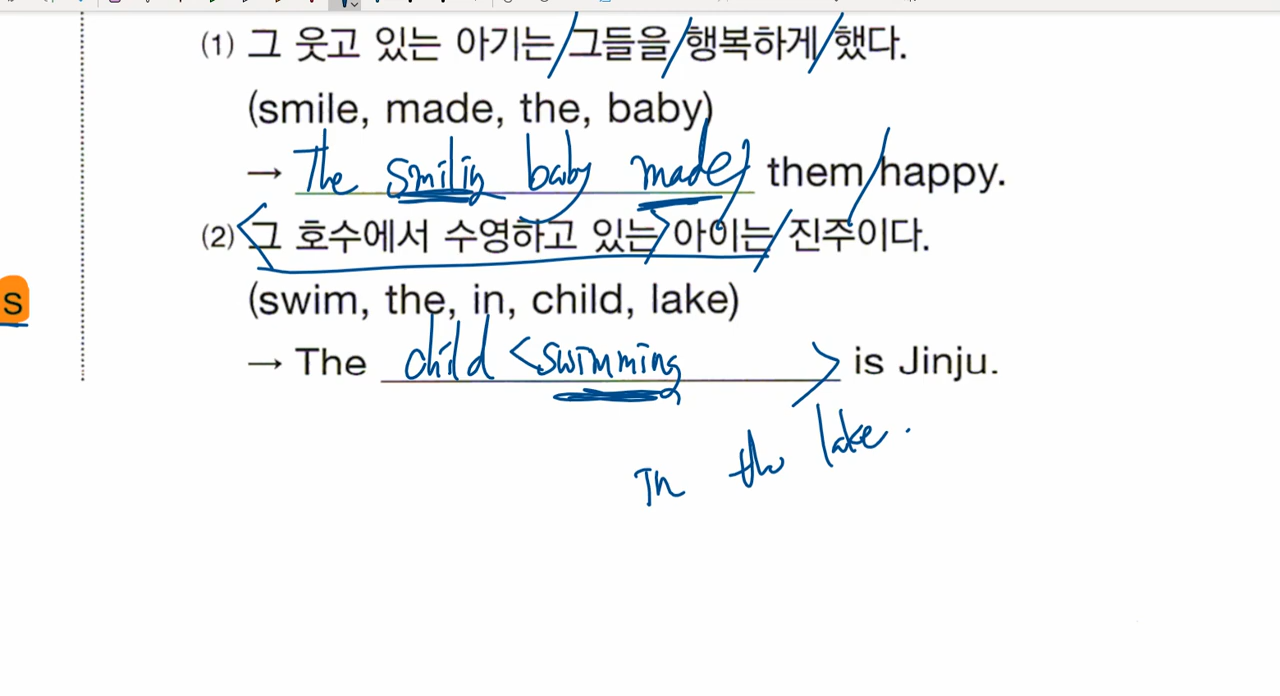 (1) 그 웃고 있는 아기는/그들을/행복하게/했다.
(smile, made, the, baby)
→ The smiling baby made them/happy.
(2) <그 호수에서 수영하고 있는> 아이는/진주이다.
S
(swim, the, in, child, lake)
→ The child <swimming > is Jinju.
In the lake.